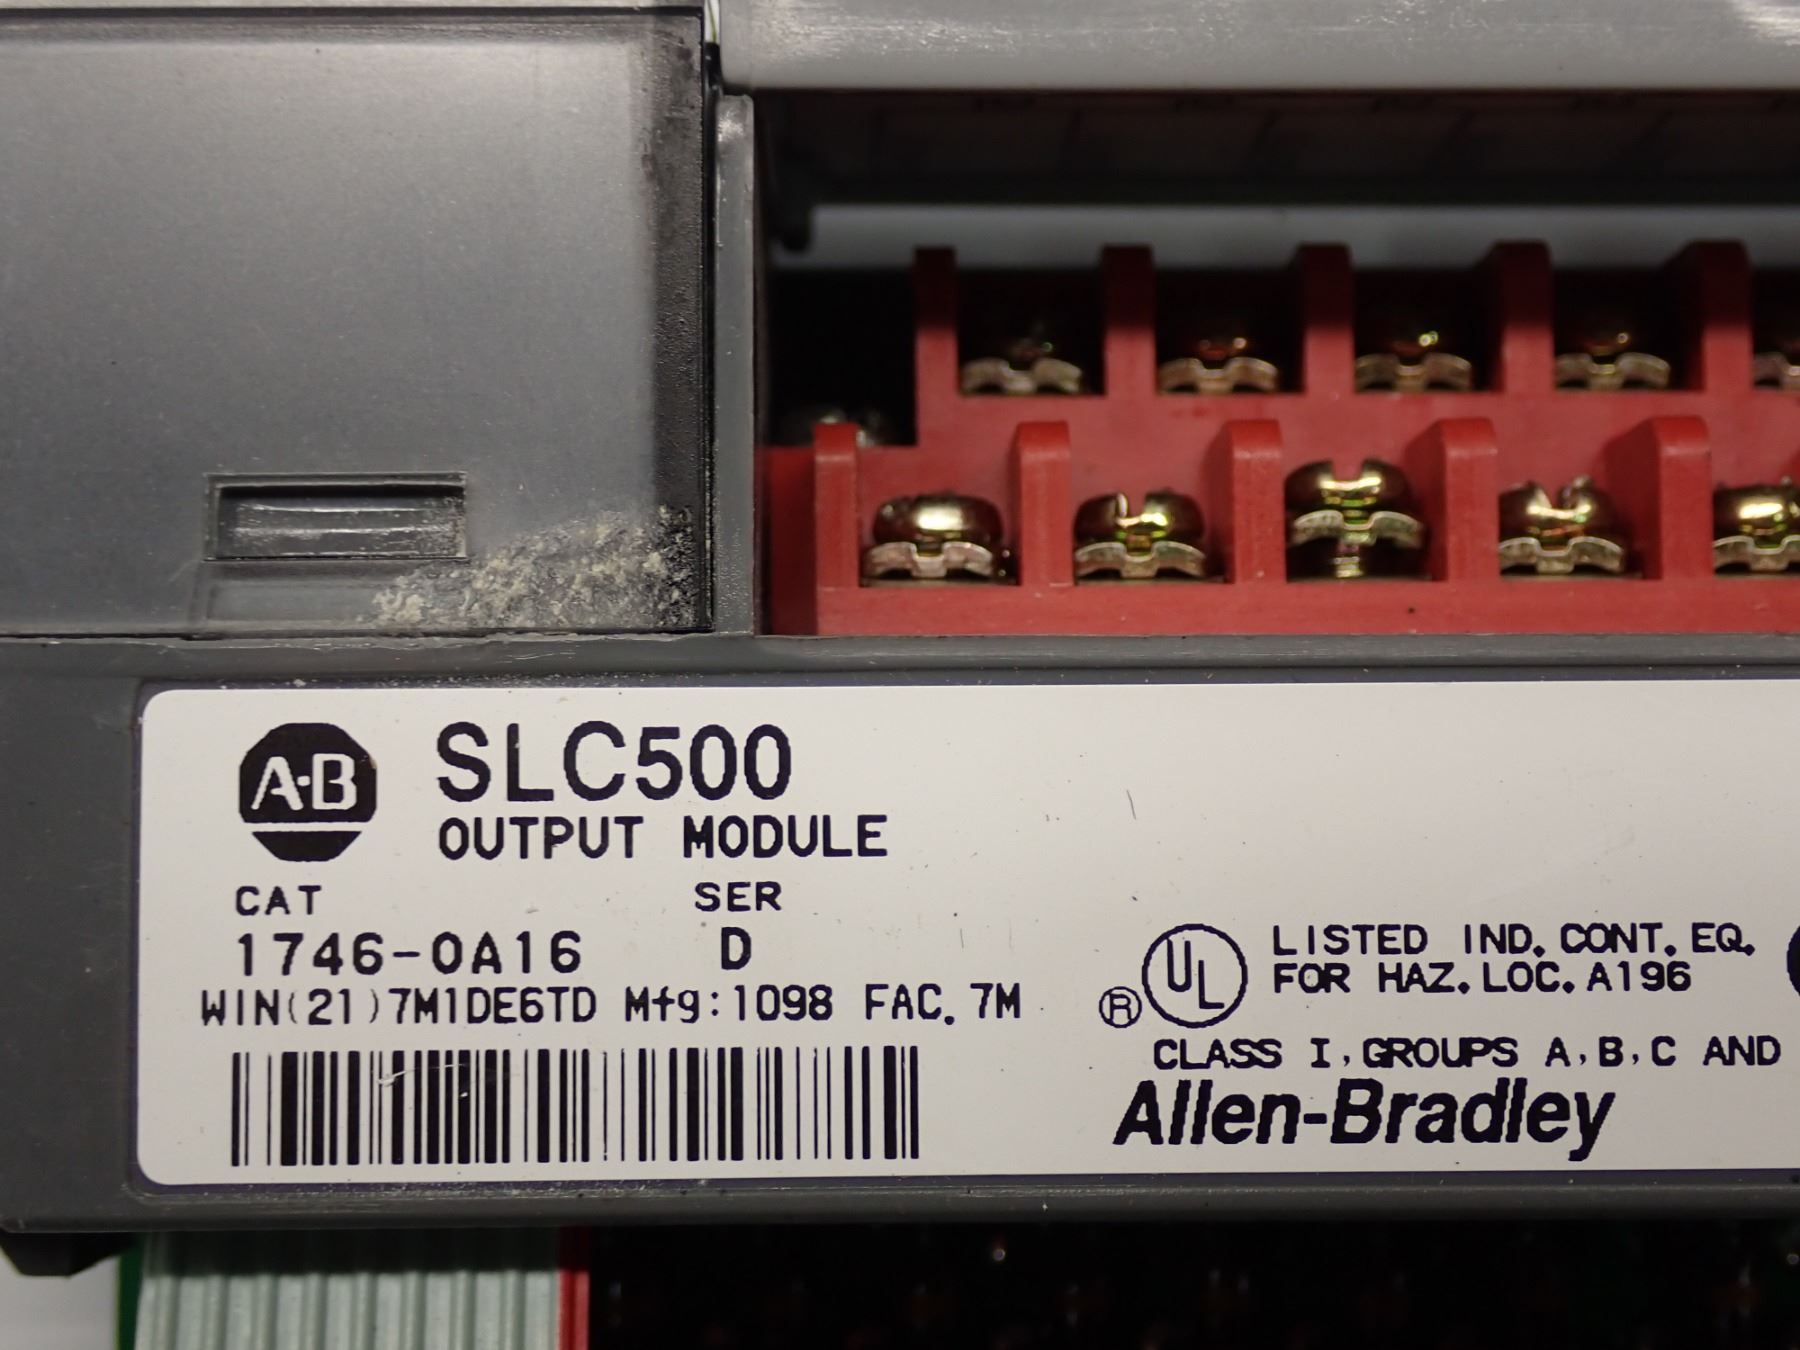 A·B
SLC500
OUTPUT MODULE
CAT SER
1746-OA16 D
WIN(21)7M1DE6TD Mfg:1098 FAC. 7M
UL
®
LISTED IND. CONT. EQ.
FOR HAZ. LOC. A196
CLASS I, GROUPS A, B, C AND
Allen-Bradley